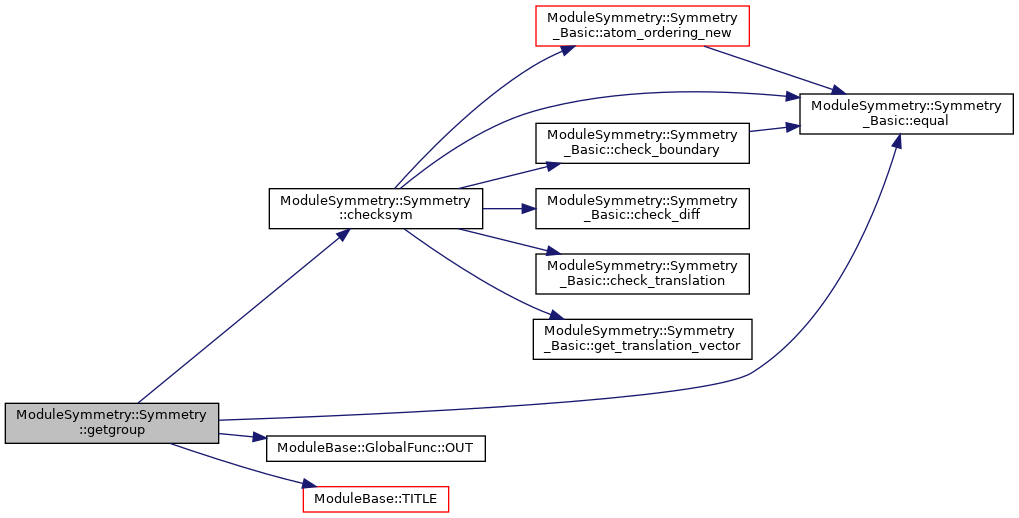 ModuleSymmetry::Symmetry
_Basic::atom_ordering_new
ModuleSymmetry::Symmetry
_Basic::equal
ModuleSymmetry::Symmetry
_Basic::check_boundary
ModuleSymmetry::Symmetry
::checksym
ModuleSymmetry::Symmetry
_Basic::check_diff
ModuleSymmetry::Symmetry
_Basic::check_translation
ModuleSymmetry::Symmetry
_Basic::get_translation_vector
ModuleSymmetry::Symmetry
::getgroup
ModuleBase::GlobalFunc::OUT
ModuleBase::TITLE